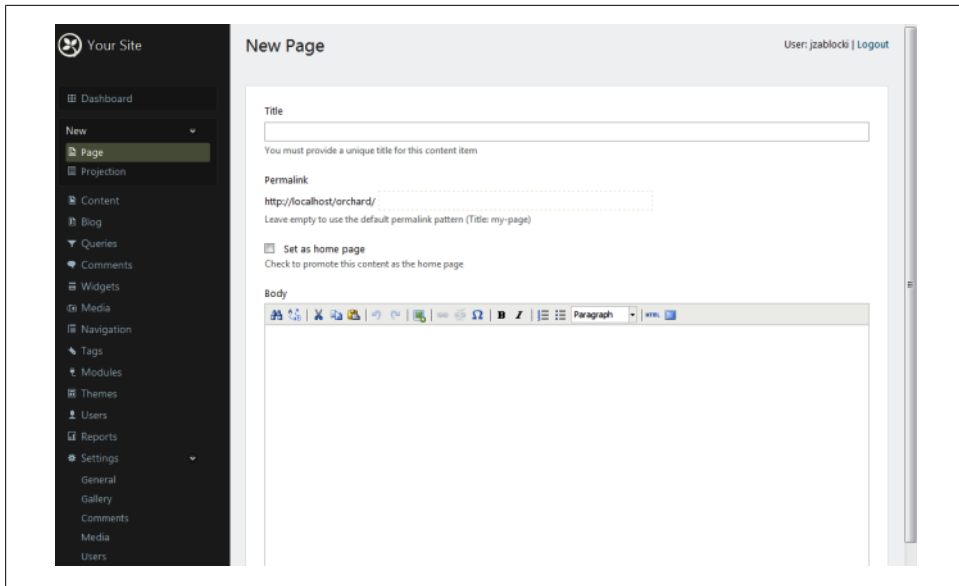 Your Site
New Page
User: jzablocki | Logout
Dashboard
New
Page
Projection
Content
Blog
Queries
Comments
Widgets
Media
Navigation
Tags
Modules
Themes
Users
Reports
Settings
General
Gallery
Comments
Media
Users
Title
You must provide a unique title for this content item
Permalink
http://localhost/orchard/
Leave empty to use the default permalink pattern (Title: my-page)
Set as home page
Check to promote this content as the home page
Body
Ω B I Paragraph HTML